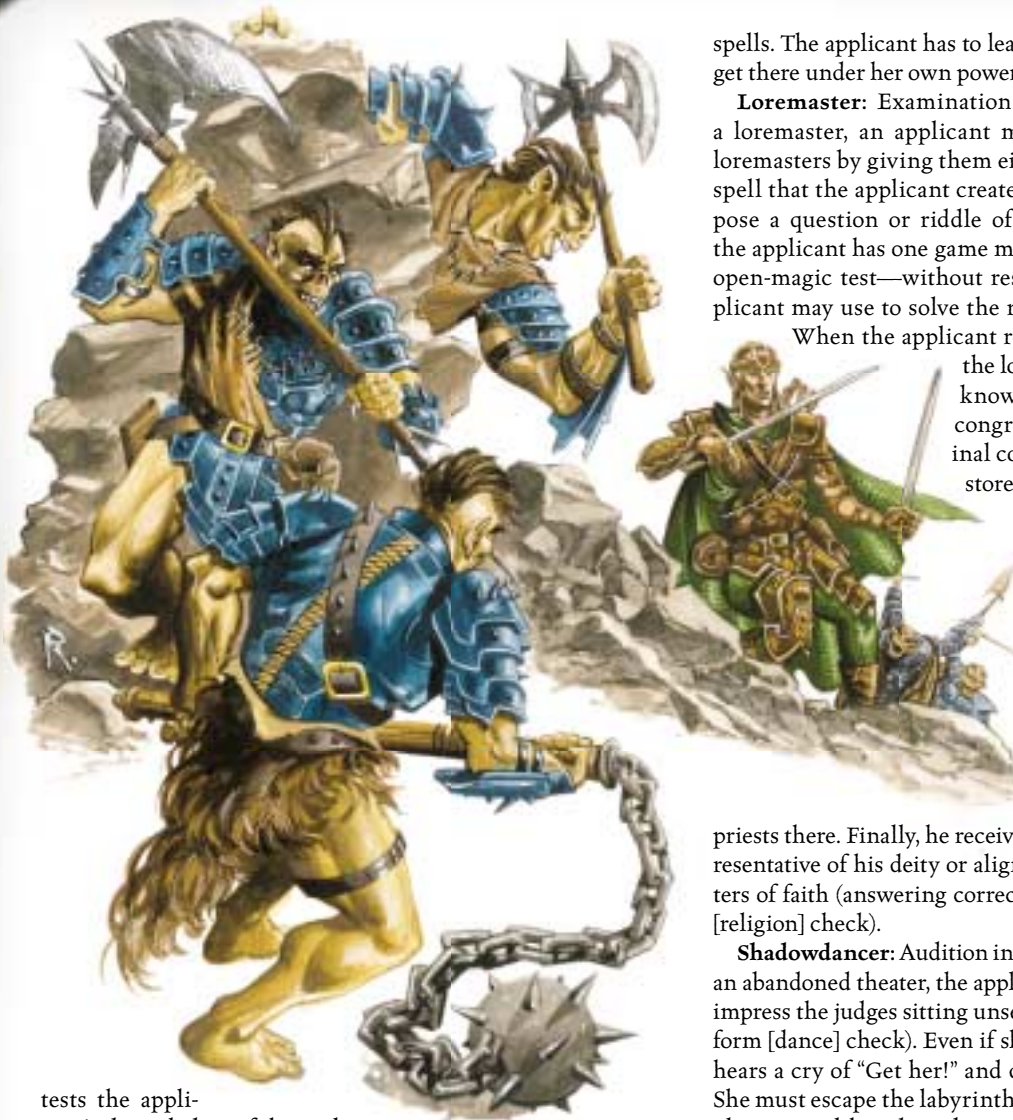 spells. The applicant has to lea
get there under her own power
Loremaster: Examination
a loremaster, an applicant m
loremasters by giving them ei
spell that the applicant create
pose a question or riddle of
the applicant has one game m
open-magic test—without res
plicant may use to solve the r
When the applicant r
the lo
know
congr
inal co
store
R.
priests there. Finally, he receiv
resentative of his deity or align
ters of faith (answering correc
[religion] check).
Shadowdancer: Audition in
an abandoned theater, the appl
impress the judges sitting unse
form [dance] check). Even if sh
hears a cry of “Get her!” and
She must escape the labyrinth
tests the appli-